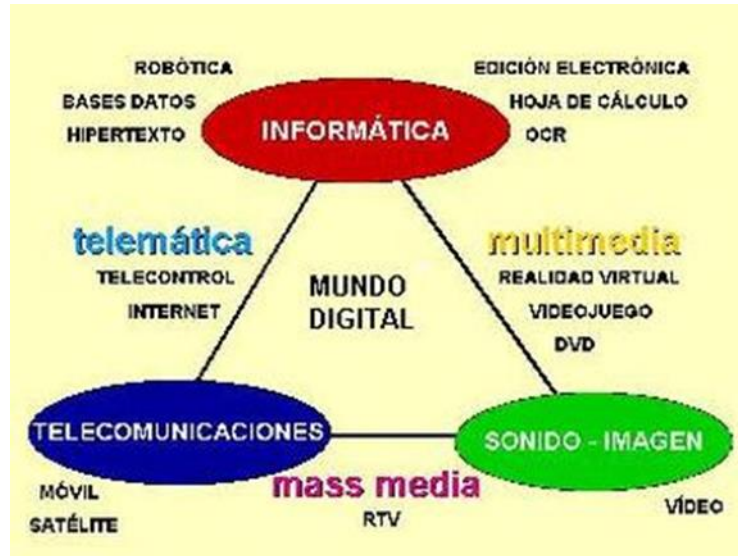 ROBÓTICA
EDICIÓN ELECTRÓNICA
BASES DATOS
HOJA DE CÁLCULO
HIPERTEXTO
INFORMÁTICA
OCR
telemática
multimedia
TELECONTROL
REALIDAD VIRTUAL
INTERNET
VIDEOJUEGO
DVD
MUNDO
DIGITAL
TELECOMUNICACIONES
SONIDO - IMAGEN
mass media
MÓVIL
SATÉLITE
RTV
VÍDEO